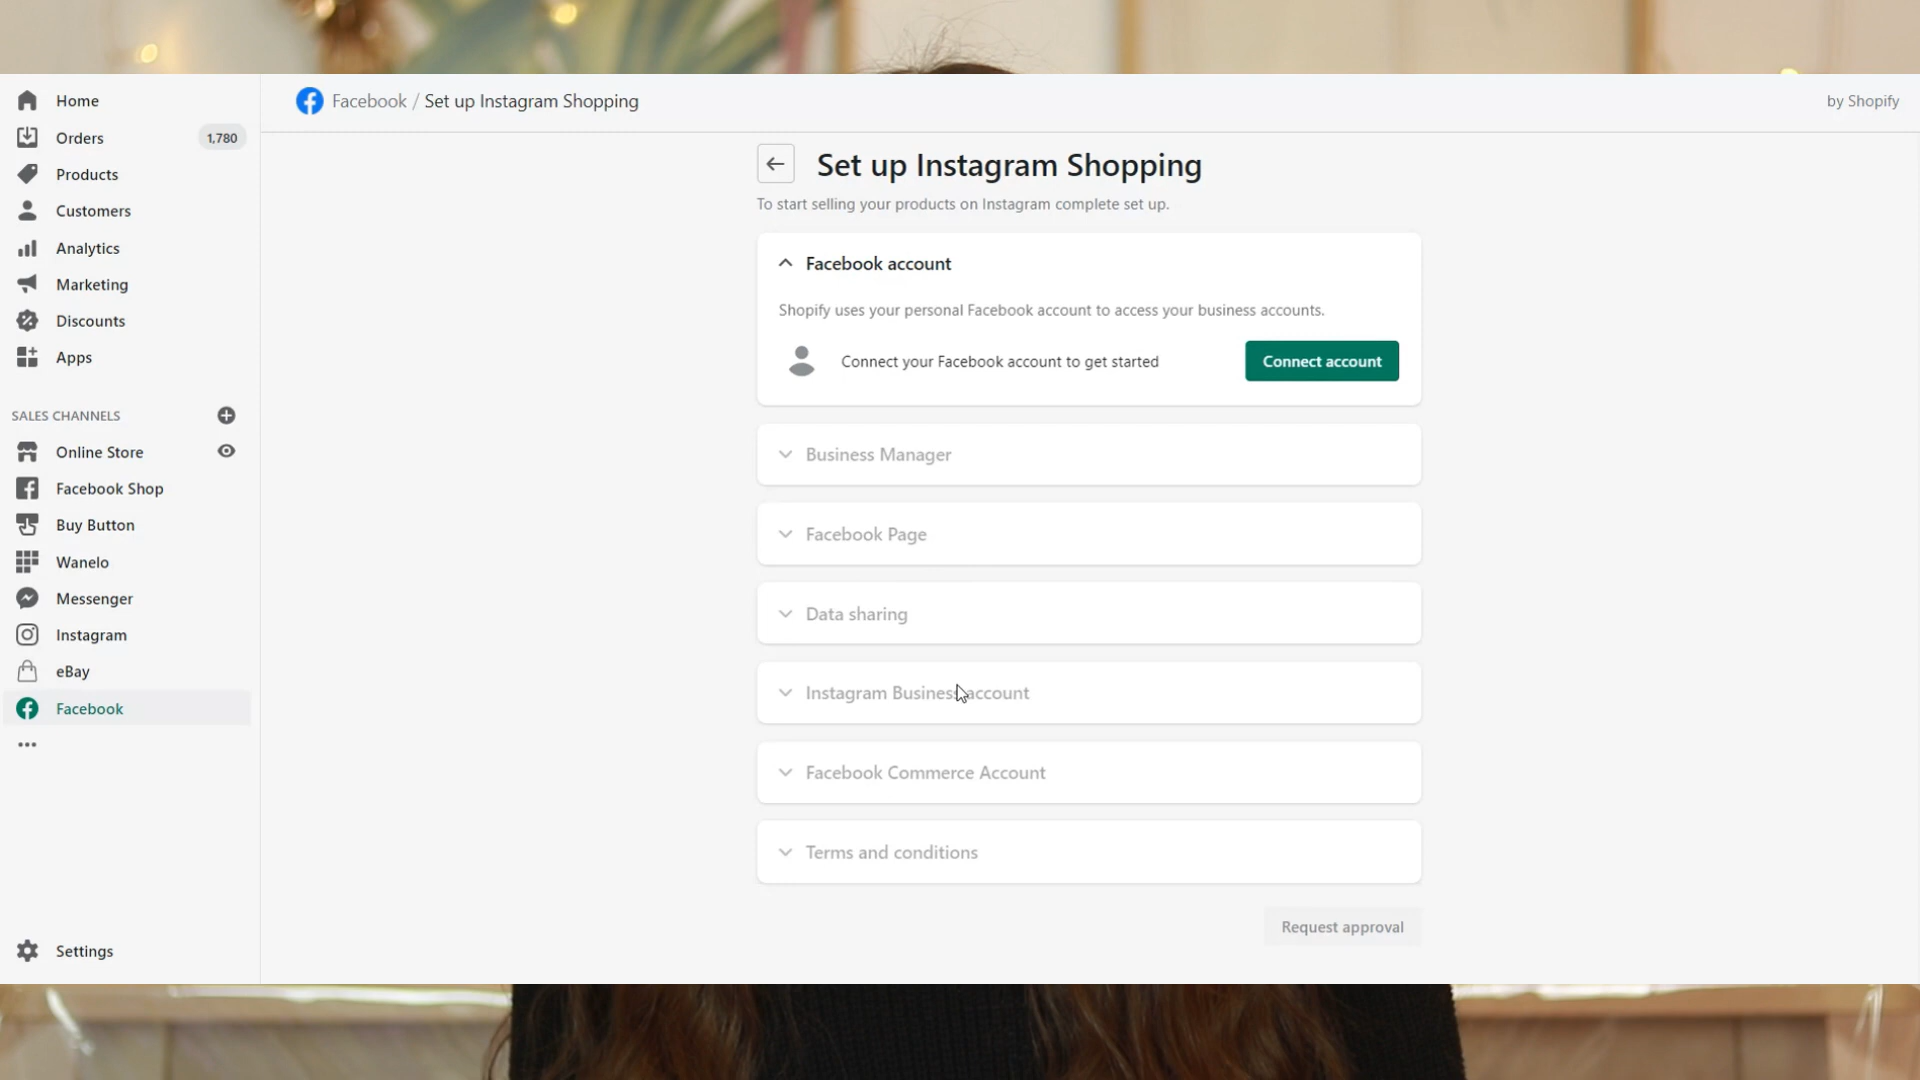 Home
Orders 1,780
Products
Customers
Analytics
Marketing
Discounts
Apps
SALES CHANNELS
Online Store
Facebook Shop
Buy Button
Wanelo
Messenger
Instagram
eBay
Facebook
Settings
Facebook / Set up Instagram Shopping
by Shopify
Set up Instagram Shopping
To start selling your products on Instagram complete set up.
Facebook account
Shopify uses your personal Facebook account to access your business accounts.
Connect your Facebook account to get started
Connect account
Business Manager
Facebook Page
Data sharing
Instagram Business account
Facebook Commerce Account
Terms and conditions
Request approval